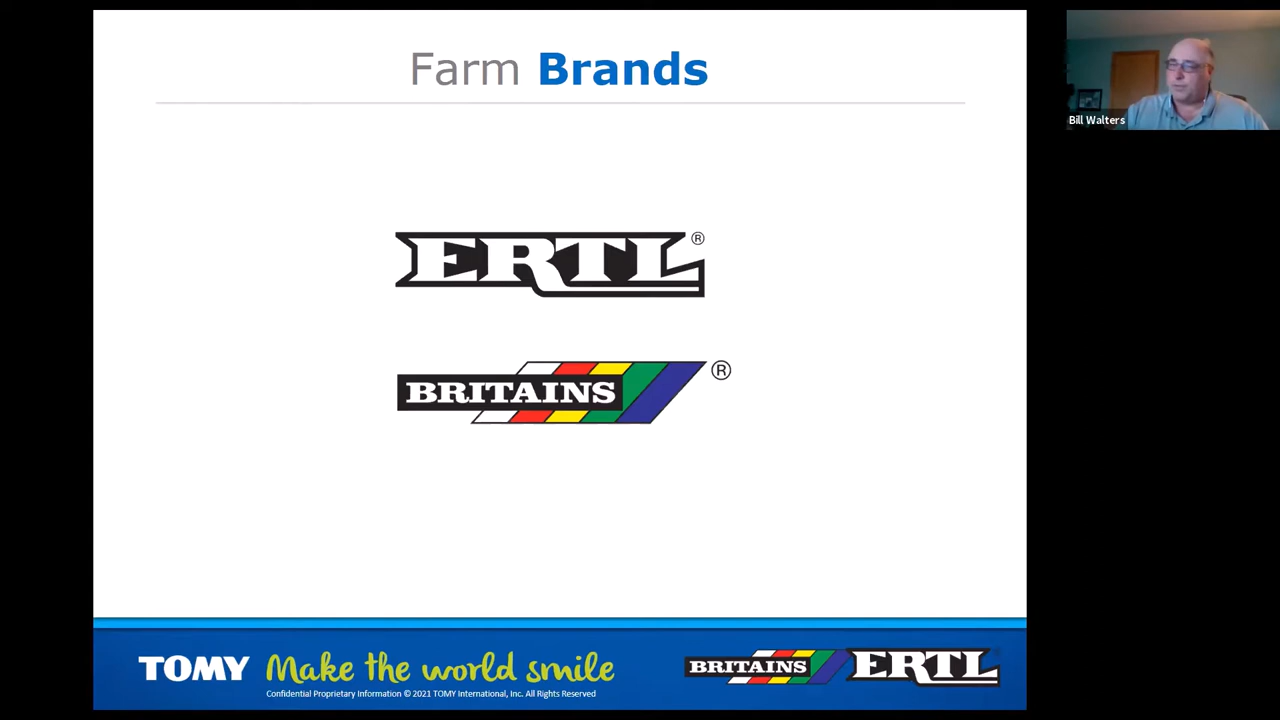 Farm Brands
Bill Walters
ERTL®
BRITAINS®
TOMY Make the world smile
Confidential Proprietary Information © 2021 TOMY International, Inc. All Rights Reserved
BRITAINS ERTL®